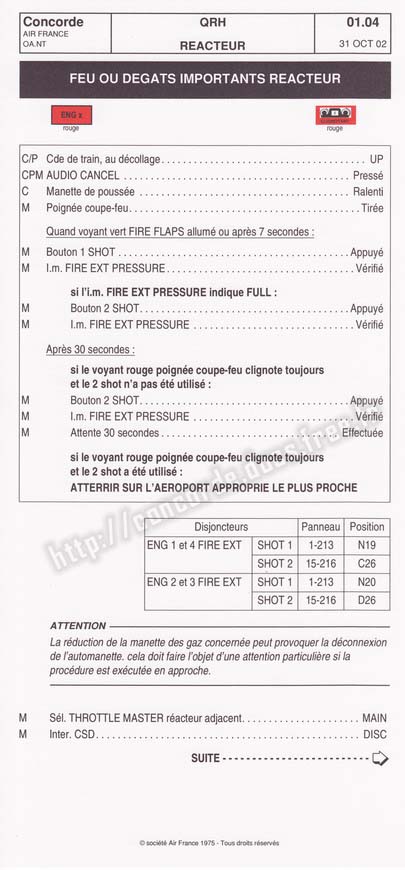 Concorde QRH 01.04
AIR FRANCE
OA.NT REACTEUR 31 OCT 02
FEU OU DEGATS IMPORTANTS REACTEUR
ENG x
rouge rouge
C/P Cde de train, au décollage UP
CPM AUDIO CANCEL Pressé
C Manette de poussée Ralenti
M Poignée coupe-feu Tirée
Quand voyant vert FIRE FLAPS allumé ou après 7 secondes :
M Bouton 1 SHOT Appuyé
M I.m. FIRE EXT PRESSURE Vérifié
si l'i.m. FIRE EXT PRESSURE indique FULL :
M Bouton 2 SHOT Appuyé
M I.m. FIRE EXT PRESSURE Vérifié
Après 30 secondes :
si le voyant rouge poignée coupe-feu clignote toujours
et le 2 shot n'a pas été utilisé :
M Bouton 2 SHOT Appuyé
M I.m. FIRE EXT PRESSURE Vérifié
M Attente 30 secondes Effectuée
si le voyant rouge poignée coupe-feu clignote toujours
et le 2 shot a été utilisé :
ATTERRIR SUR L'AEROPORT APPROPRIE LE PLUS PROCHE
Disjoncteurs Panneau Position
ENG 1 et 4 FIRE EXT SHOT 1 1-213 N19
SHOT 2 15-216 C26
ENG 2 et 3 FIRE EXT SHOT 1 1-213 N20
SHOT 2 15-216 D26
ATTENTION
La réduction de la manette des gaz concernée peut provoquer la déconnexion
de l'automanette. cela doit faire l'objet d'une attention particulière si la
procédure est exécutée en approche.
M Sél. THROTTLE MASTER réacteur adjacent MAIN
M Inter. CSD DISC
SUITE
© société Air France 1975 - Tous droits réservés